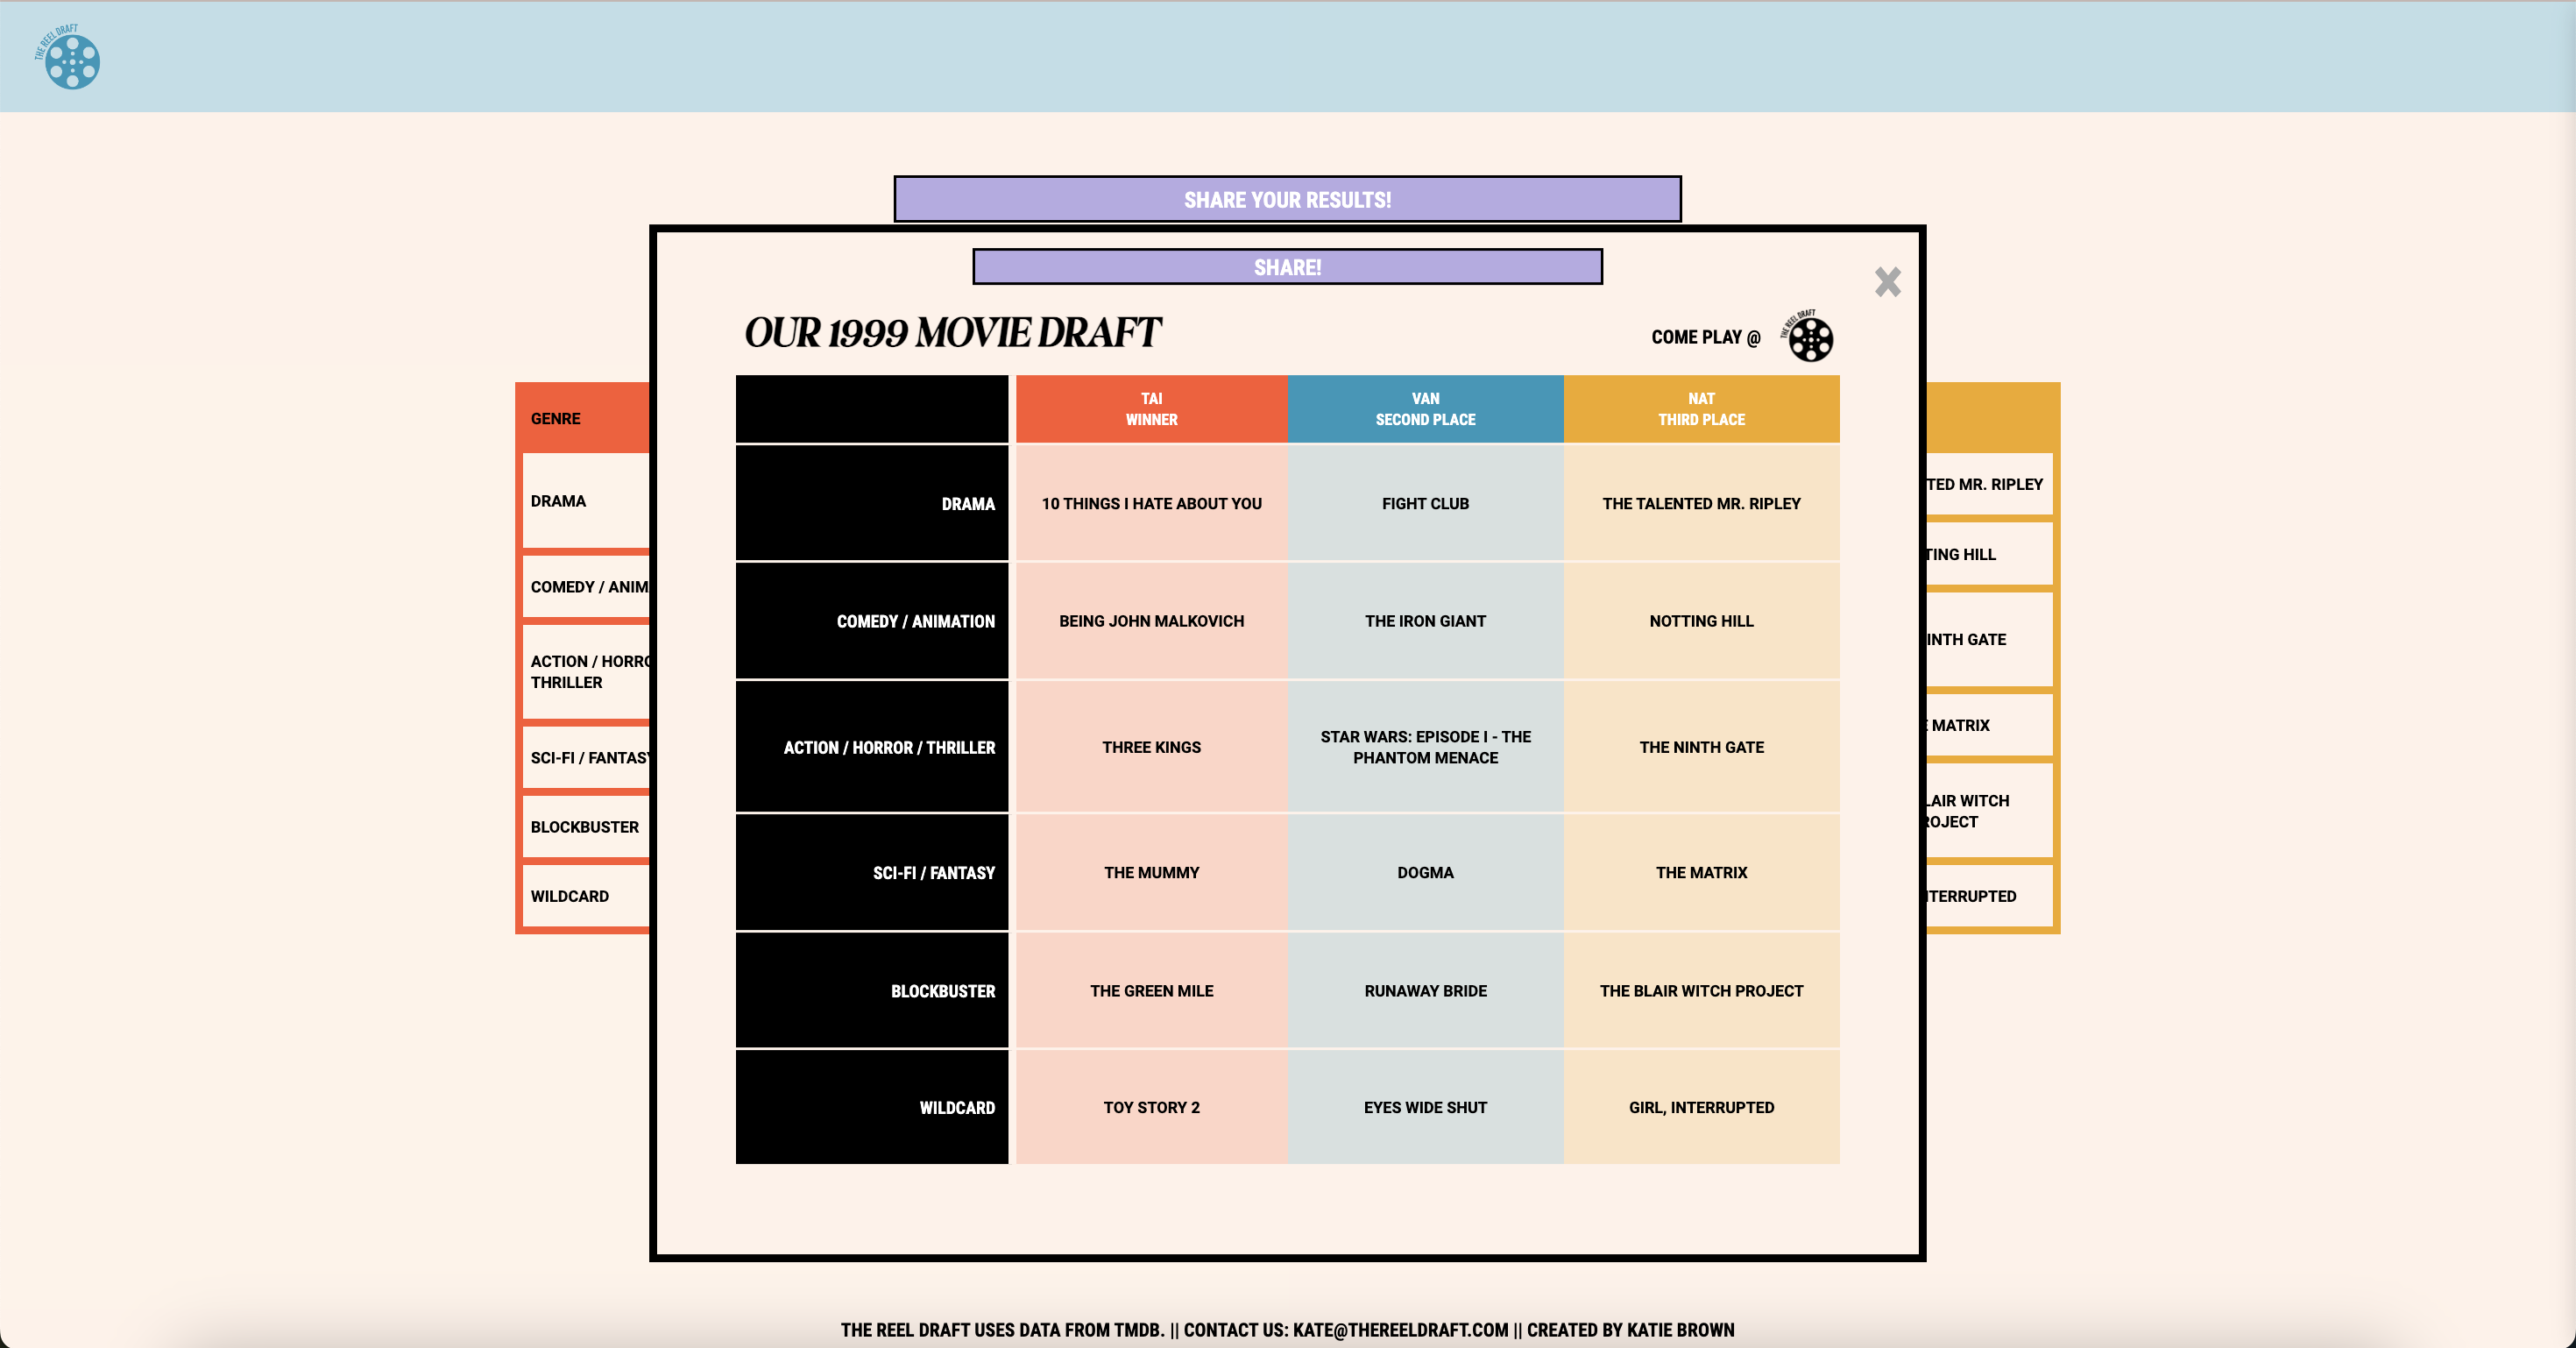 THE REEL DRAFT
SHARE YOUR RESULTS!
SHARE!
OUR 1999 MOVIE DRAFT
COME PLAY @
THE REEL DRAFT
TAI
WINNER
VAN
SECOND PLACE
NAT
THIRD PLACE
DRAMA
10 THINGS I HATE ABOUT YOU
FIGHT CLUB
THE TALENTED MR. RIPLEY
COMEDY / ANIMATION
BEING JOHN MALKOVICH
THE IRON GIANT
NOTTING HILL
ACTION / HORROR / THRILLER
THREE KINGS
STAR WARS: EPISODE I - THE
PHANTOM MENACE
THE NINTH GATE
SCI-FI / FANTASY
THE MUMMY
DOGMA
THE MATRIX
BLOCKBUSTER
THE GREEN MILE
RUNAWAY BRIDE
THE BLAIR WITCH PROJECT
WILDCARD
TOY STORY 2
EYES WIDE SHUT
GIRL, INTERRUPTED
GENRE
DRAMA
COMEDY / ANIM
ACTION / HORRO
THRILLER
SCI-FI / FANTASY
BLOCKBUSTER
WILDCARD
TED MR. RIPLEY
TING HILL
INTH GATE
E MATRIX
LAIR WITCH
ROJECT
NTERRUPTED
THE REEL DRAFT USES DATA FROM TMDB. || CONTACT US: KATE@THEREELDRAFT.COM || CREATED BY KATIE BROWN